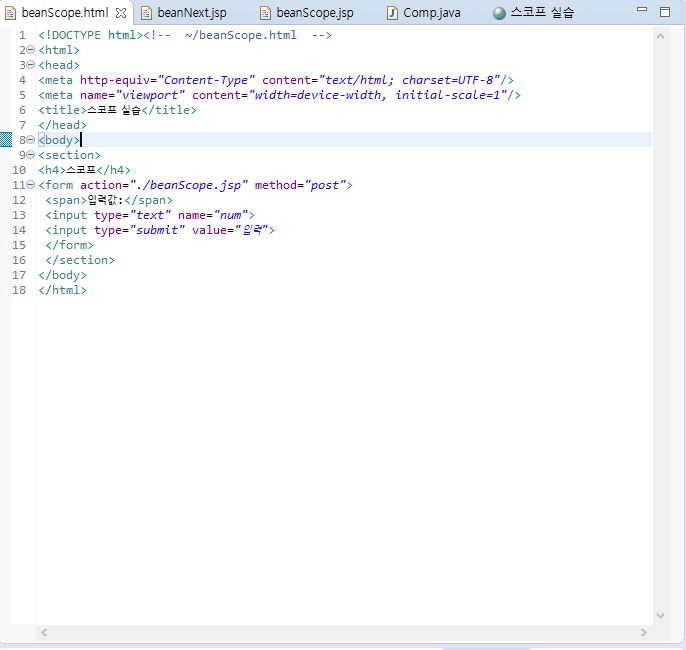 beanScope.html beanNext.jsp beanScope.jsp Comp.java 스코프 실습
1 <!DOCTYPE html><!--  ~/beanScope.html  -->
2 <html>
3 <head>
4 <meta http-equiv="Content-Type" content="text/html; charset=UTF-8"/>
5 <meta name="viewport" content="width=device-width, initial-scale=1"/>
6 <title>스코프 실습</title>
7 </head>
8 <body>
9 <section>
10 <h4>스코프</h4>
11 <form action="./beanScope.jsp" method="post">
12  <span>입력값:</span>
13  <input type="text" name="num">
14  <input type="submit" value="입력">
15  </form>
16  </section>
17 </body>
18 </html>